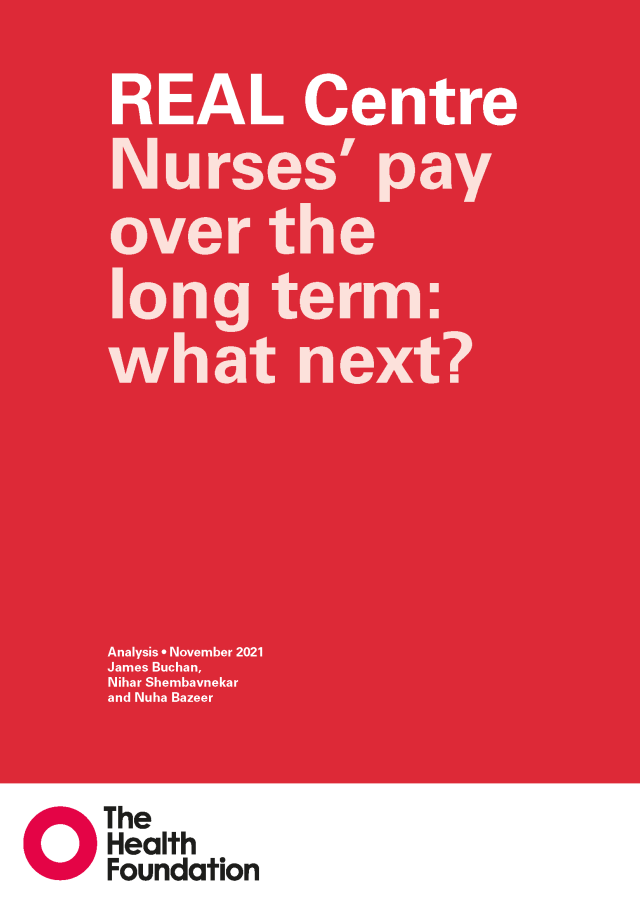 REAL Centre
Nurses’ pay
over the
long term:
what next?
Analysis • November 2021
James Buchan,
Nihar Shembavnekar
and Nuha Bazeer
The
Health
Foundation